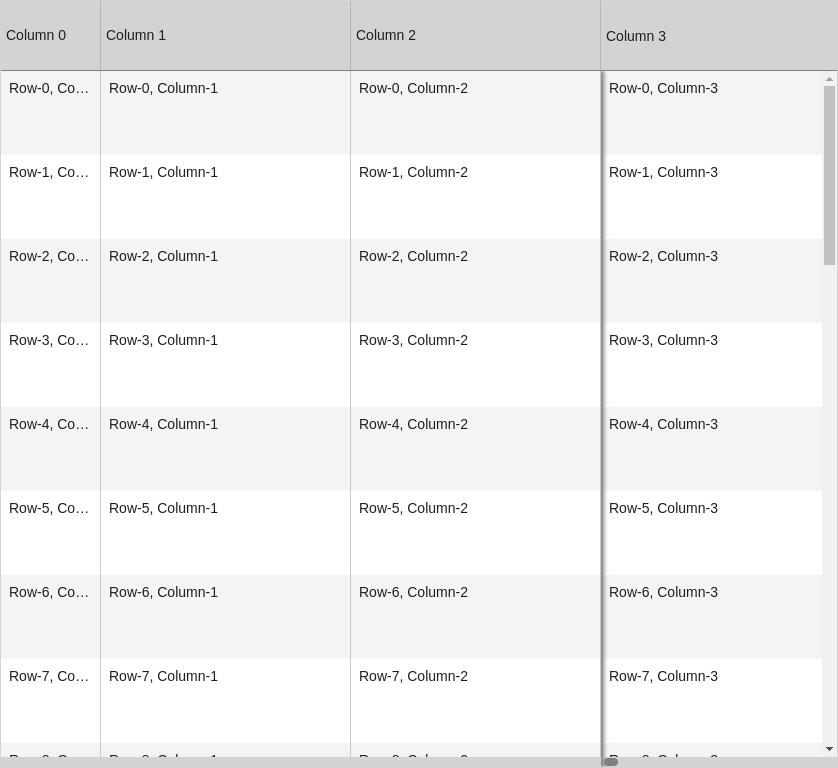 Column 0 Column 1 Column 2 Column 3
Row-0, Co… Row-0, Column-1 Row-0, Column-2 Row-0, Column-3
Row-1, Co… Row-1, Column-1 Row-1, Column-2 Row-1, Column-3
Row-2, Co… Row-2, Column-1 Row-2, Column-2 Row-2, Column-3
Row-3, Co… Row-3, Column-1 Row-3, Column-2 Row-3, Column-3
Row-4, Co… Row-4, Column-1 Row-4, Column-2 Row-4, Column-3
Row-5, Co… Row-5, Column-1 Row-5, Column-2 Row-5, Column-3
Row-6, Co… Row-6, Column-1 Row-6, Column-2 Row-6, Column-3
Row-7, Co… Row-7, Column-1 Row-7, Column-2 Row-7, Column-3